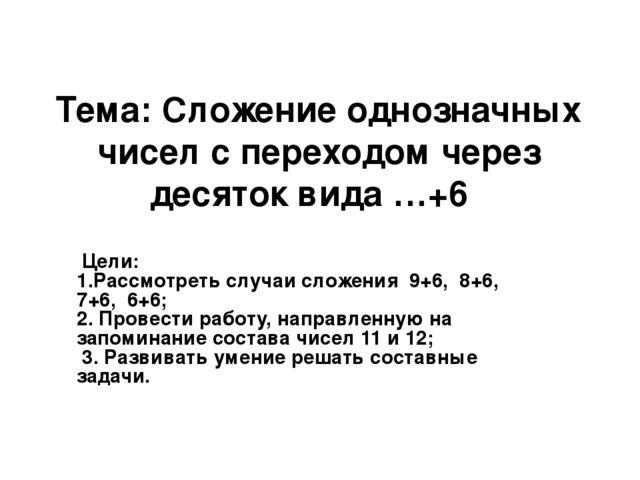 Тема: Сложение однозначных
чисел с переходом через
десяток вида …+6
Цели:
1.Рассмотреть случаи сложения 9+6, 8+6,
7+6, 6+6;
2. Провести работу, направленную на
запоминание состава чисел 11 и 12;
3. Развивать умение решать составные
задачи.